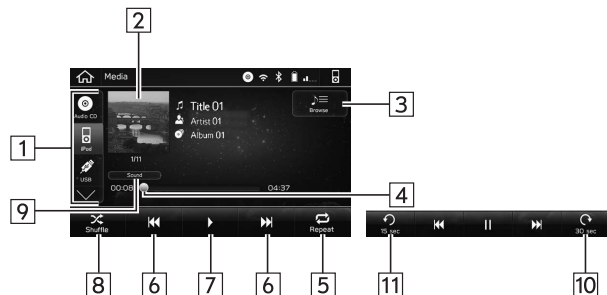 2
Media
Title 01
Artist 01
Album 01
Browse
3
Audio CD
iPod
USB
1
1/11
Sound
00:08
04:37
4
9
Shuffle
Repeat
15 sec
30 sec
8
6
7
6
5
11
10